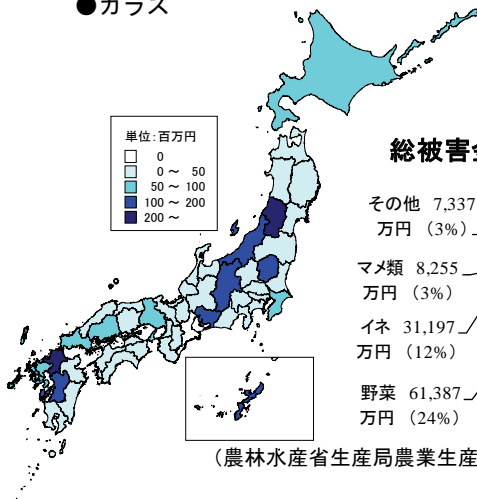 ●カラス
単位:百万円
0
0 ～ 50
50 ～ 100
100 ～ 200
200 ～
総被害
その他 7,337
万円 (3%)
マメ類 8,255
万円 (3%)
イネ 31,197
万円 (12%)
野菜 61,387
万円 (24%)
(農林水産省生産局農業生産